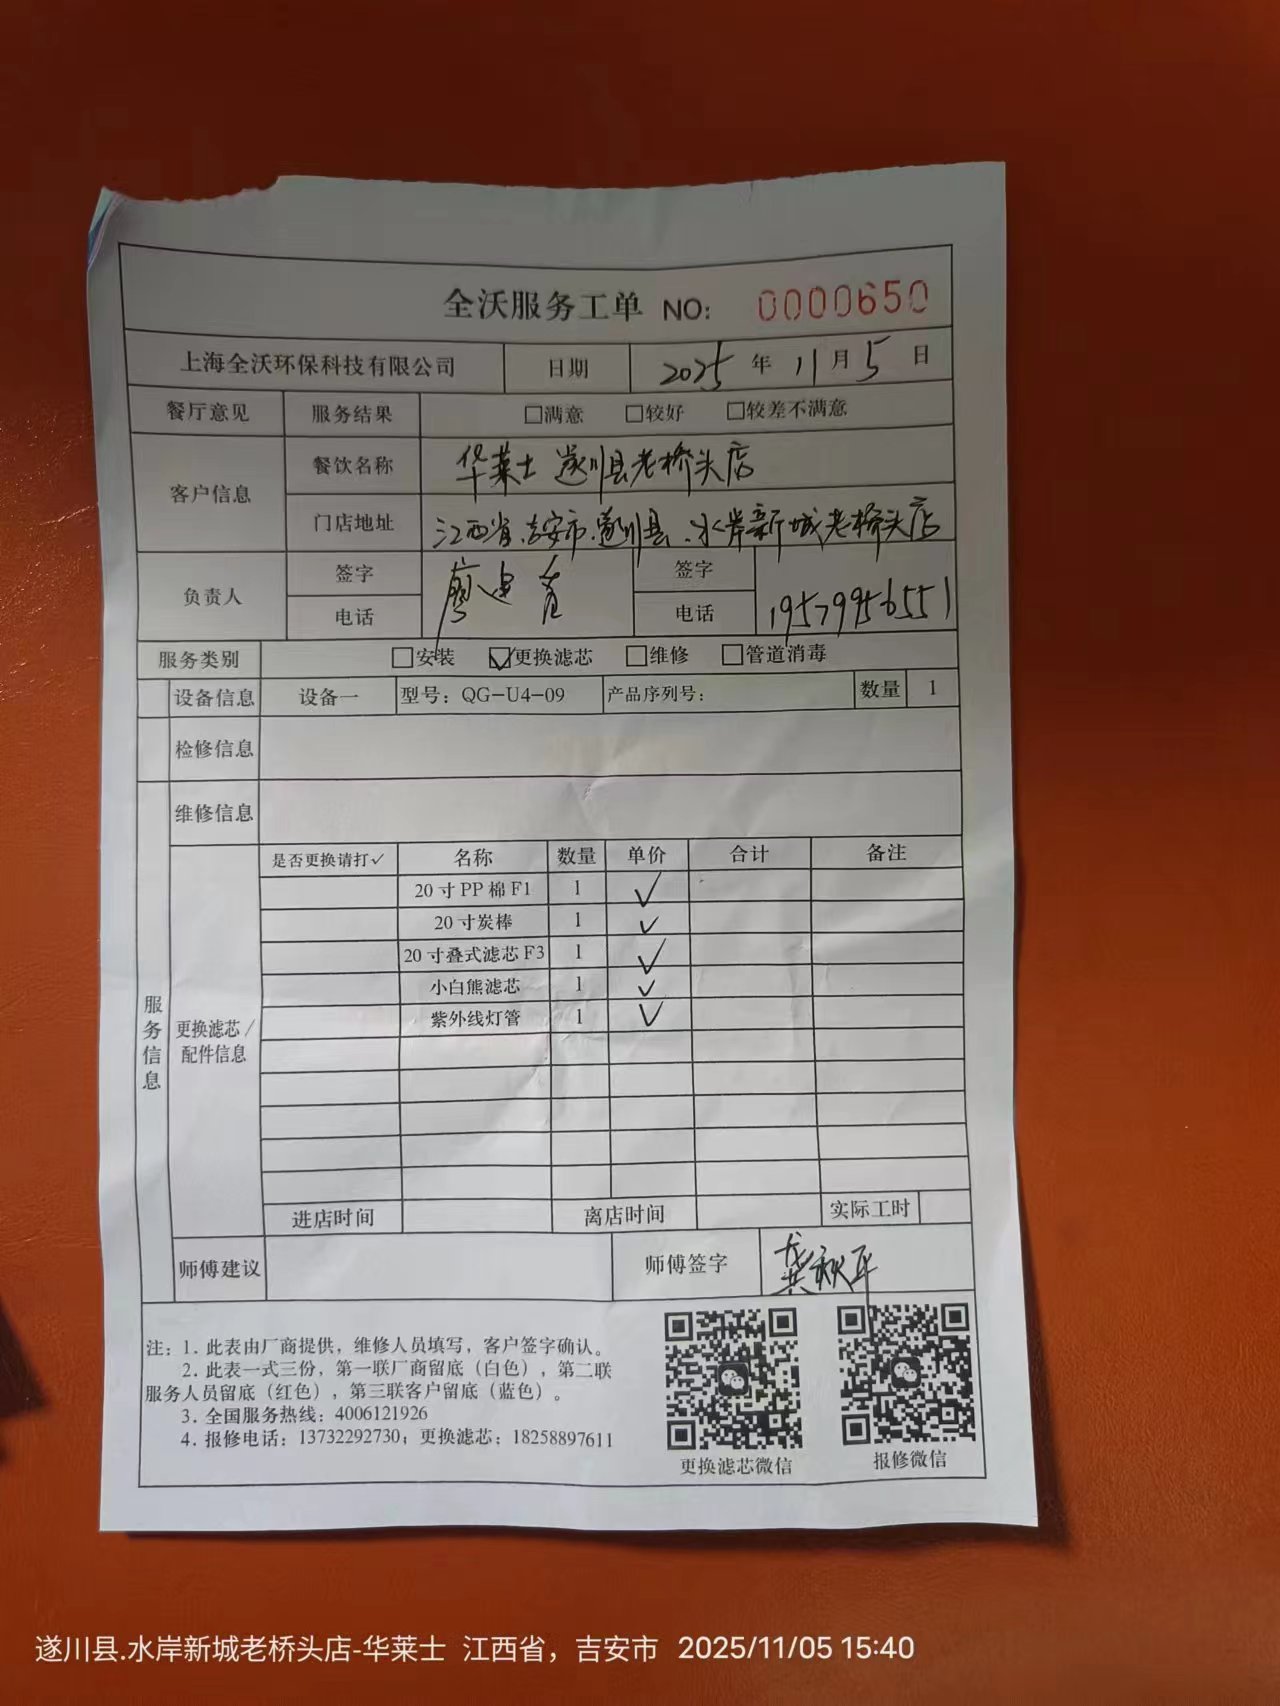 全沃服务工单 NO: 0000650
上海全沃环保科技有限公司 日期 2025 年 11 月 5 日
餐厅意见 服务结果 □满意 □较好 □较差不满意
客户信息 餐饮名称 华莱士 遂川县老桥头店
门店地址 江西省.吉安市.遂川县.水岸新城老桥头店
负责人 签字 廖 签字
电话 电话 19579956551
服务类别 □安装 ☑更换滤芯 □维修 □管道消毒
设备信息 设备一 型号: QG-U4-09 产品序列号: 数量 1
检修信息
维修信息
服务信息
更换滤芯/配件信息
是否更换请打✓ 名称 数量 单价 合计 备注
20寸PP棉F1 1 ✓
20寸炭棒 1 ✓
20寸叠式滤芯F3 1 ✓
小白熊滤芯 1 ✓
紫外线灯管 1 ✓
进店时间 离店时间 实际工时
师傅建议 师傅签字 龚秋平
注: 1. 此表由厂商提供, 维修人员填写, 客户签字确认。
2. 此表一式三份, 第一联厂商留底 (白色), 第二联
服务人员留底 (红色), 第三联客户留底 (蓝色)。
3. 全国服务热线: 4006121926
4. 报修电话: 13732292730; 更换滤芯: 18258897611
更换滤芯微信 报修微信
遂川县.水岸新城老桥头店-华莱士 江西省, 吉安市 2025/11/05 15:40